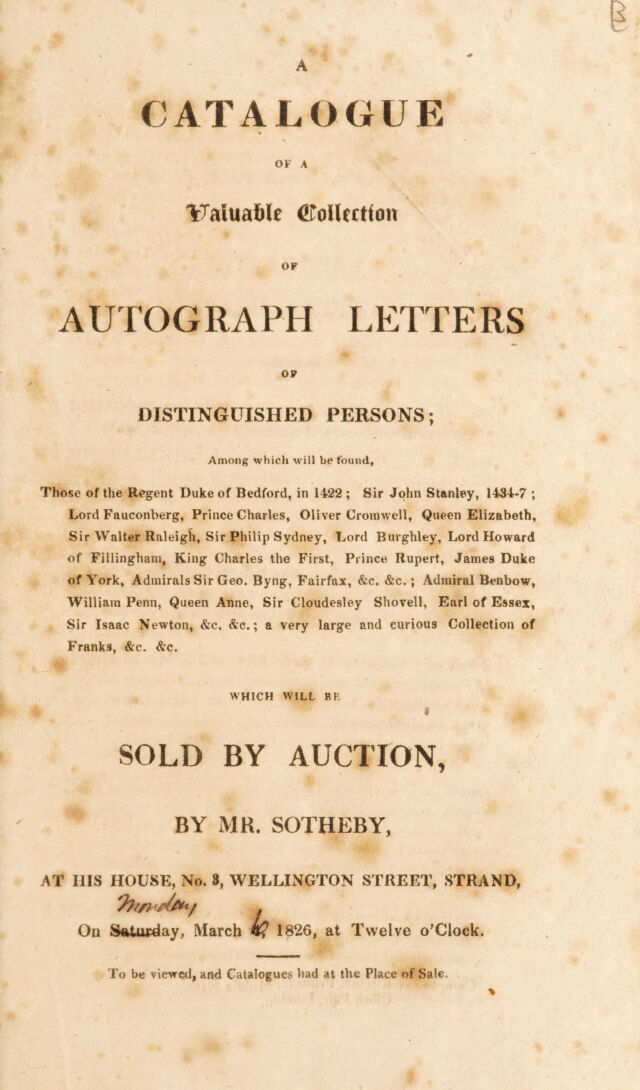 B
A
CATALOGUE
OF A
Valuable Collection
OF
AUTOGRAPH LETTERS
OF
DISTINGUISHED PERSONS;
Among which will be found,
Those of the Regent Duke of Bedford, in 1422; Sir John Stanley, 1434-7;
Lord Fauconberg, Prince Charles, Oliver Cromwell, Queen Elizabeth,
Sir Walter Raleigh, Sir Philip Sydney, Lord Burghley, Lord Howard
of Fillingham, King Charles the First, Prince Rupert, James Duke
of York, Admirals Sir Geo. Byng, Fairfax, &c. &c.; Admiral Benbow,
William Penn, Queen Anne, Sir Cloudesley Shovell, Earl of Essex,
Sir Isaac Newton, &c. &c.; a very large and curious Collection of
Franks, &c. &c.
WHICH WILL BE
SOLD BY AUCTION,
BY MR. SOTHEBY,
AT HIS HOUSE, No. 3, WELLINGTON STREET, STRAND,
Monday
On Saturday, March 6, 1826, at Twelve o'Clock.
To be viewed, and Catalogues had at the Place of Sale.